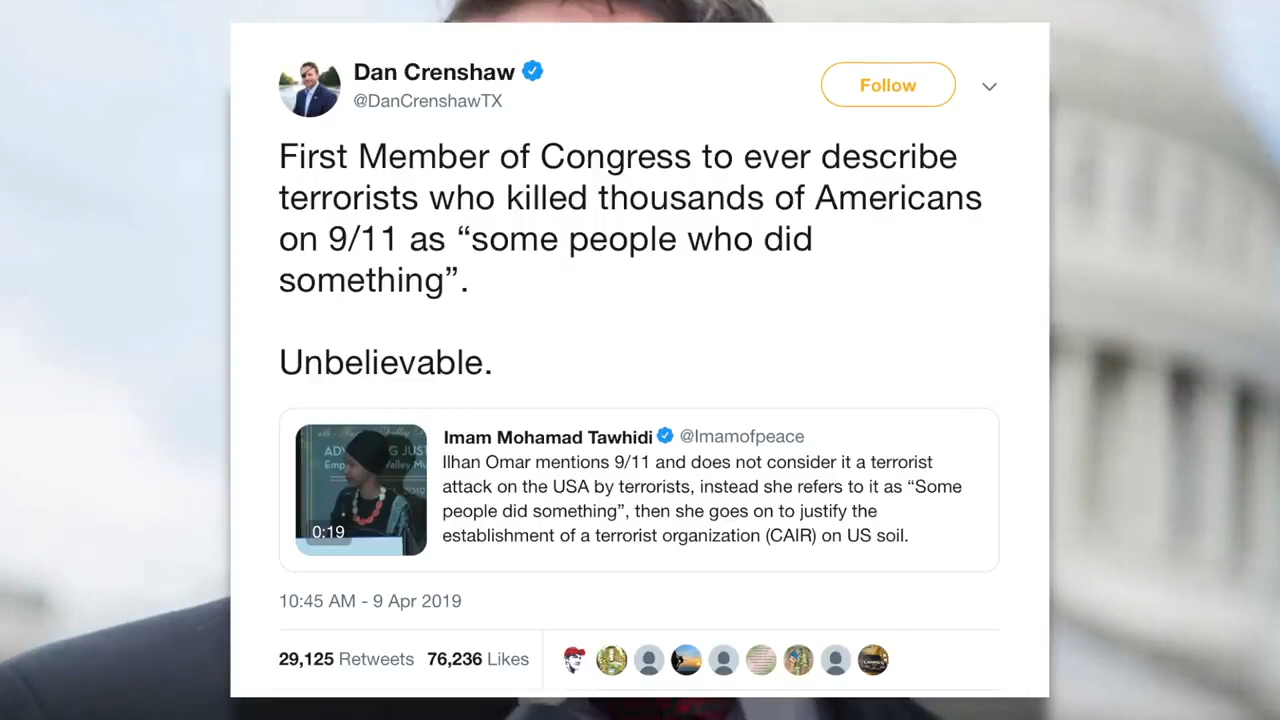 Dan Crenshaw
@DanCrenshawTX
Follow
First Member of Congress to ever describe
terrorists who killed thousands of Americans
on 9/11 as “some people who did
something”.
Unbelievable.
Imam Mohamad Tawhidi @Imamofpeace
Ilhan Omar mentions 9/11 and does not consider it a terrorist
attack on the USA by terrorists, instead she refers to it as “Some
people did something”, then she goes on to justify the
establishment of a terrorist organization (CAIR) on US soil.
0:19
10:45 AM - 9 Apr 2019
29,125 Retweets 76,236 Likes